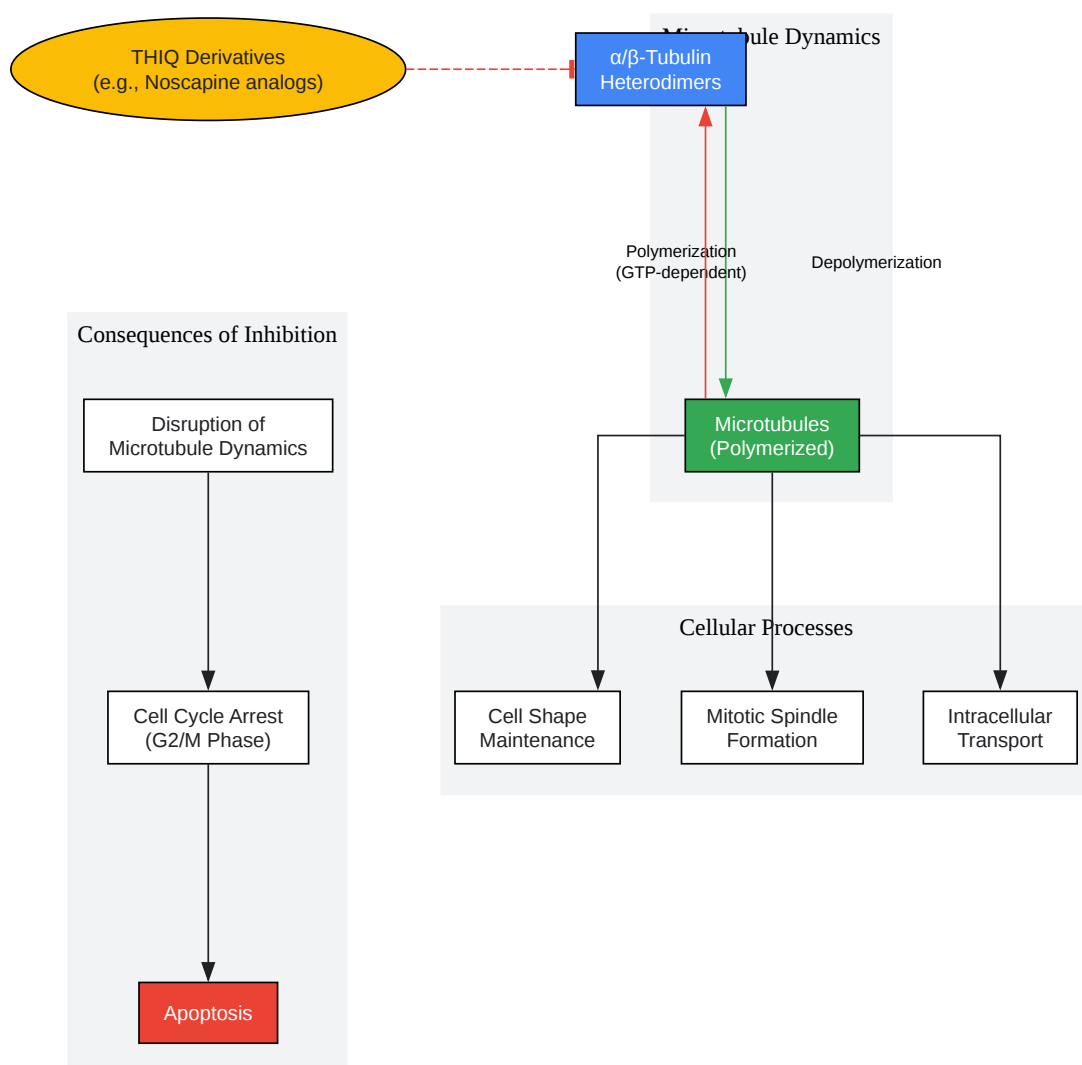 Microtubule Dynamics
THIQ Derivatives
(e.g., Noscapine analogs)
α/β-Tubulin
Heterodimers
Polymerization
(GTP-dependent)
Depolymerization
Consequences of Inhibition
Disruption of
Microtubule Dynamics
Microtubules
(Polymerized)
Cellular Processes
Cell Cycle Arrest
(G2/M Phase)
Cell Shape
Maintenance
Mitotic Spindle
Formation
Intracellular
Transport
Apoptosis